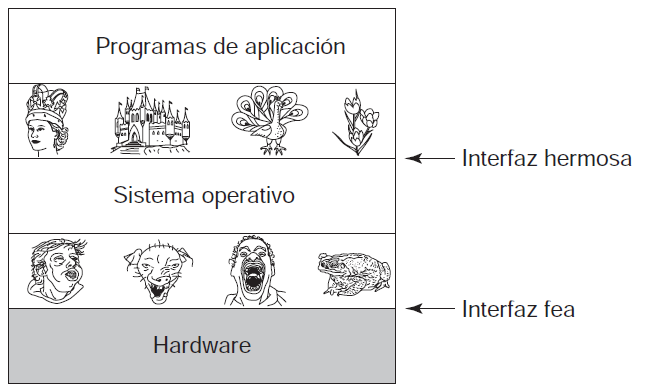 Programas de aplicación
Interfaz hermosa
Sistema operativo
Interfaz fea
Hardware